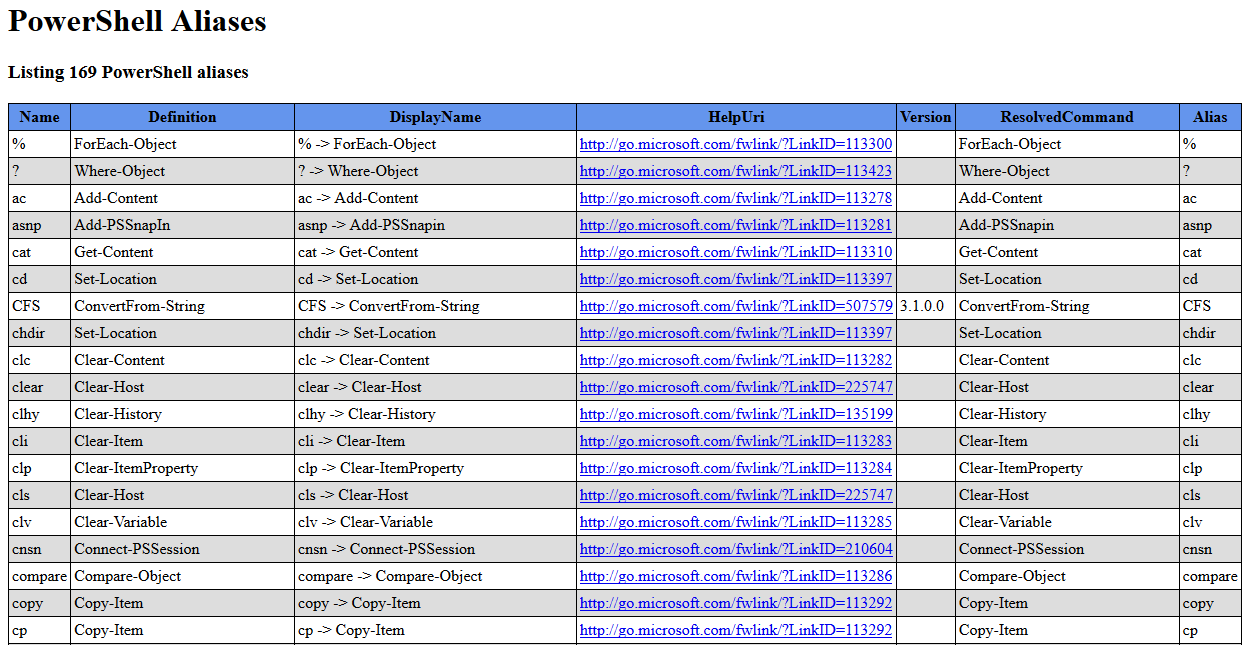 PowerShell Aliases
Listing 169 PowerShell aliases
Name Definition DisplayName HelpUri Version ResolvedCommand Alias
% ForEach-Object % -> ForEach-Object http://go.microsoft.com/fwlink/?LinkID=113300 ForEach-Object %
? Where-Object ? -> Where-Object http://go.microsoft.com/fwlink/?LinkID=113423 Where-Object ?
ac Add-Content ac -> Add-Content http://go.microsoft.com/fwlink/?LinkID=113278 Add-Content ac
asnp Add-PSSnapIn asnp -> Add-PSSnapin http://go.microsoft.com/fwlink/?LinkID=113281 Add-PSSnapin asnp
cat Get-Content cat -> Get-Content http://go.microsoft.com/fwlink/?LinkID=113310 Get-Content cat
cd Set-Location cd -> Set-Location http://go.microsoft.com/fwlink/?LinkID=113397 Set-Location cd
CFS ConvertFrom-String CFS -> ConvertFrom-String http://go.microsoft.com/fwlink/?LinkID=507579 3.1.0.0 ConvertFrom-String CFS
chdir Set-Location chdir -> Set-Location http://go.microsoft.com/fwlink/?LinkID=113397 Set-Location chdir
clc Clear-Content clc -> Clear-Content http://go.microsoft.com/fwlink/?LinkID=113282 Clear-Content clc
clear Clear-Host clear -> Clear-Host http://go.microsoft.com/fwlink/?LinkID=225747 Clear-Host clear
clhy Clear-History clhy -> Clear-History http://go.microsoft.com/fwlink/?LinkID=135199 Clear-History clhy
cli Clear-Item cli -> Clear-Item http://go.microsoft.com/fwlink/?LinkID=113283 Clear-Item cli
clp Clear-ItemProperty clp -> Clear-ItemProperty http://go.microsoft.com/fwlink/?LinkID=113284 Clear-ItemProperty clp
cls Clear-Host cls -> Clear-Host http://go.microsoft.com/fwlink/?LinkID=225747 Clear-Host cls
clv Clear-Variable clv -> Clear-Variable http://go.microsoft.com/fwlink/?LinkID=113285 Clear-Variable clv
cnsn Connect-PSSession cnsn -> Connect-PSSession http://go.microsoft.com/fwlink/?LinkID=210604 Connect-PSSession cnsn
compare Compare-Object compare -> Compare-Object http://go.microsoft.com/fwlink/?LinkID=113286 Compare-Object compare
copy Copy-Item copy -> Copy-Item http://go.microsoft.com/fwlink/?LinkID=113292 Copy-Item copy
cp Copy-Item cp -> Copy-Item http://go.microsoft.com/fwlink/?LinkID=113292 Copy-Item cp